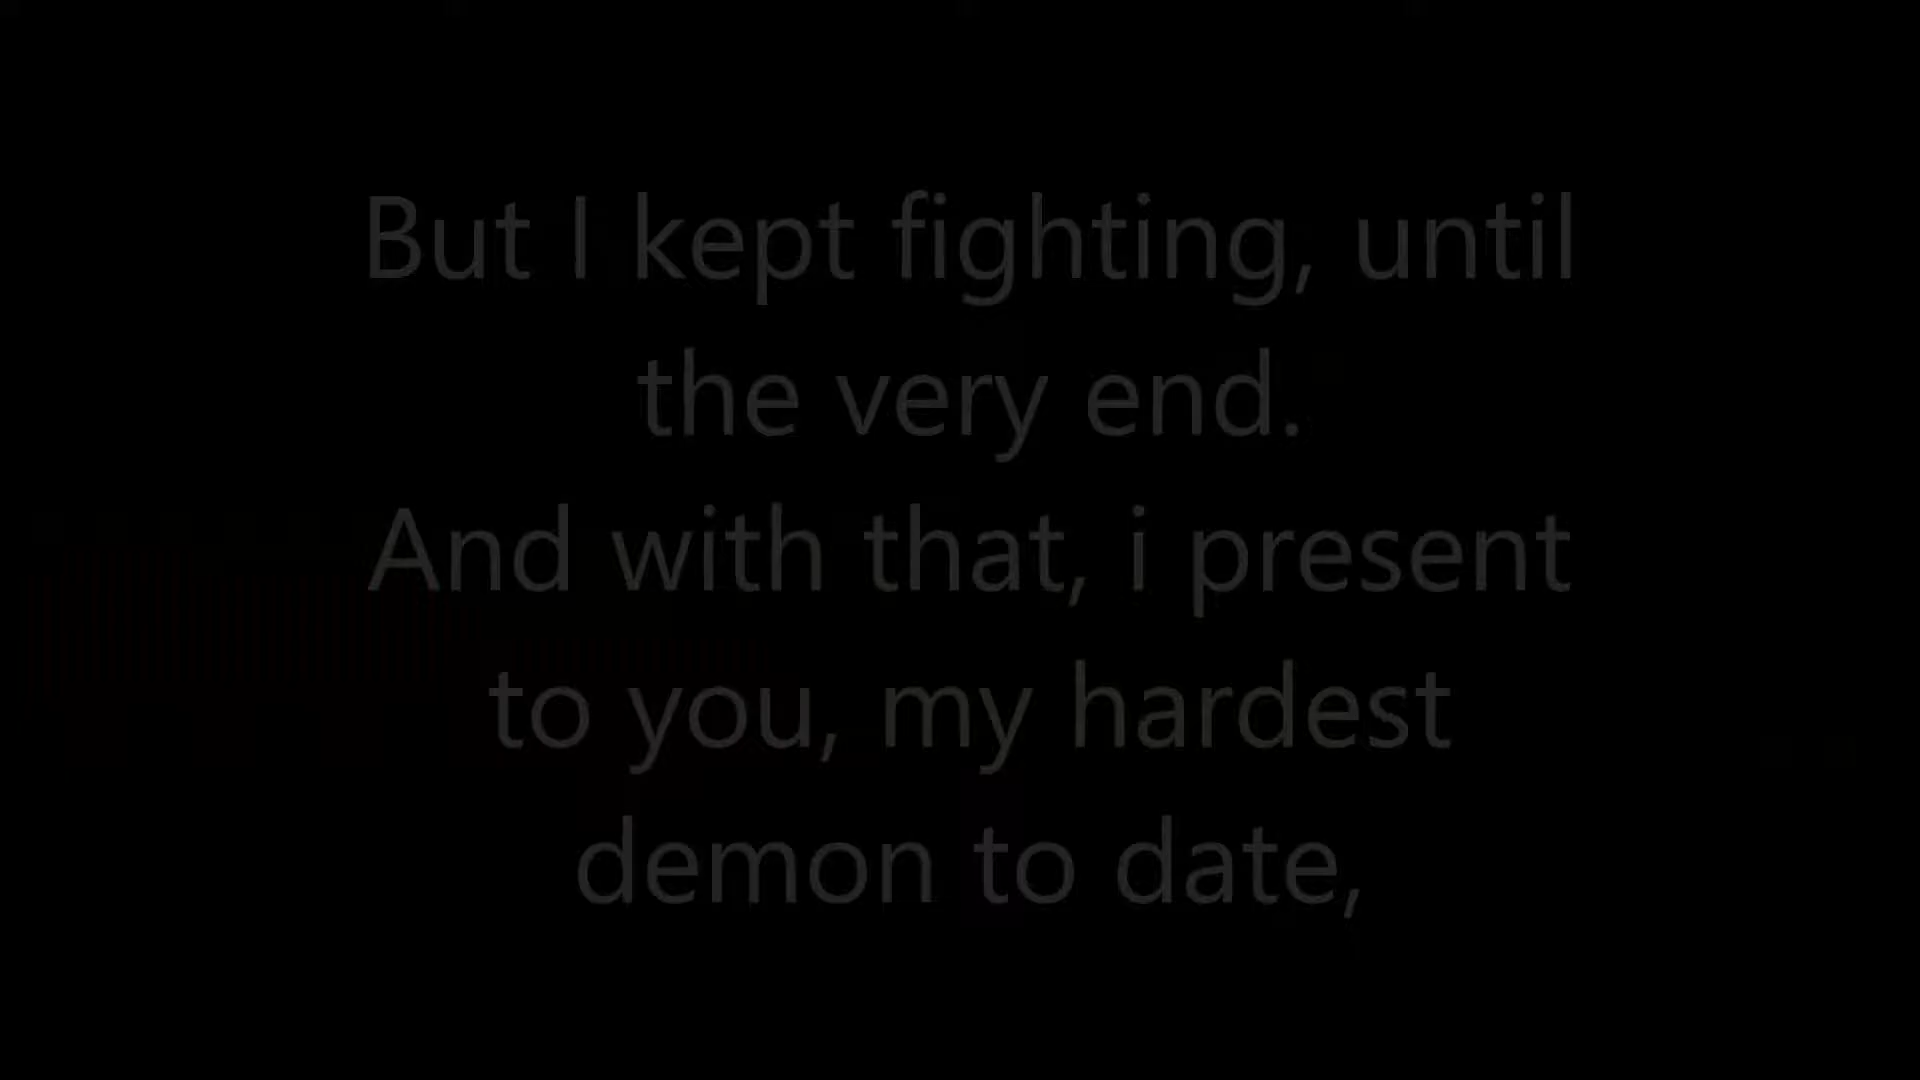 But I kept fighting, until
the very end.
And with that, i present
to you, my hardest
demon to date,